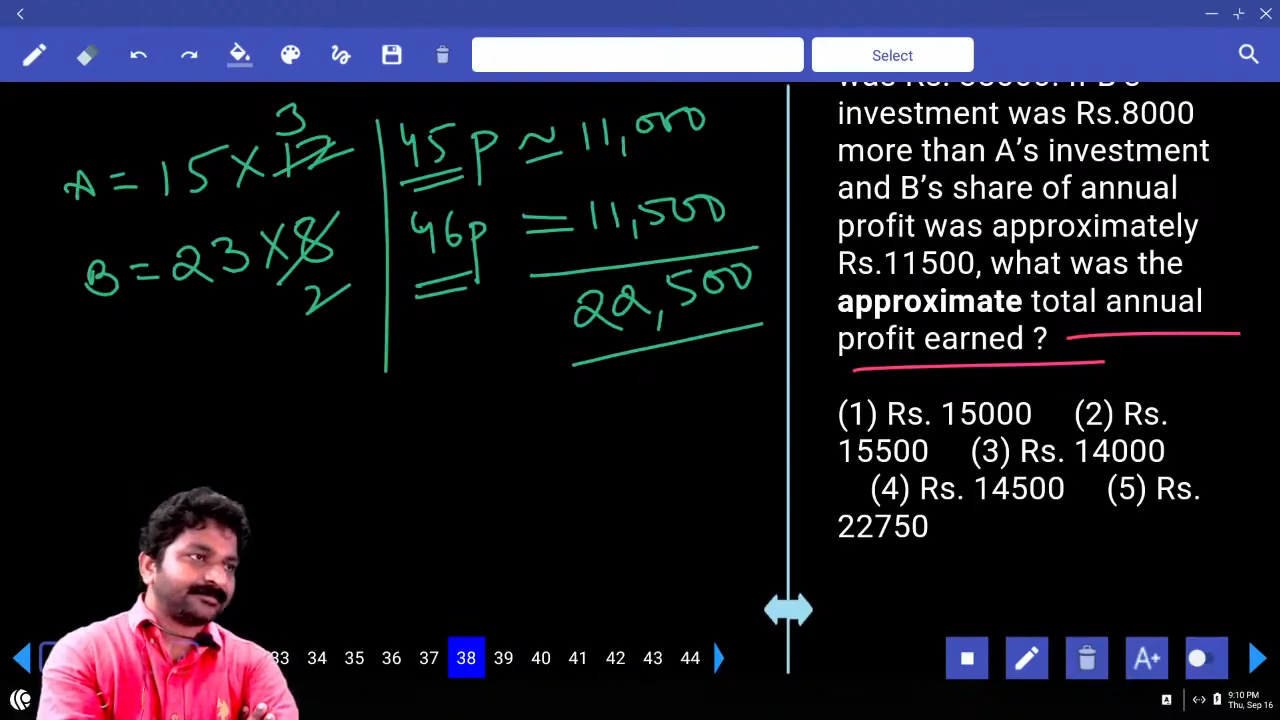 Select
A = 15 × 12
3
B = 23 × 8
2
45p ≈ 11,000
46p = 11,500
22,500
investment was Rs.8000
more than A's investment
and B's share of annual
profit was approximately
Rs.11500, what was the
approximate total annual
profit earned ?
(1) Rs. 15000 (2) Rs.
15500 (3) Rs. 14000
(4) Rs. 14500 (5) Rs.
22750
33 34 35 36 37 38 39 40 41 42 43 44
A+
A
9:10 PM
Thu, Sep 16